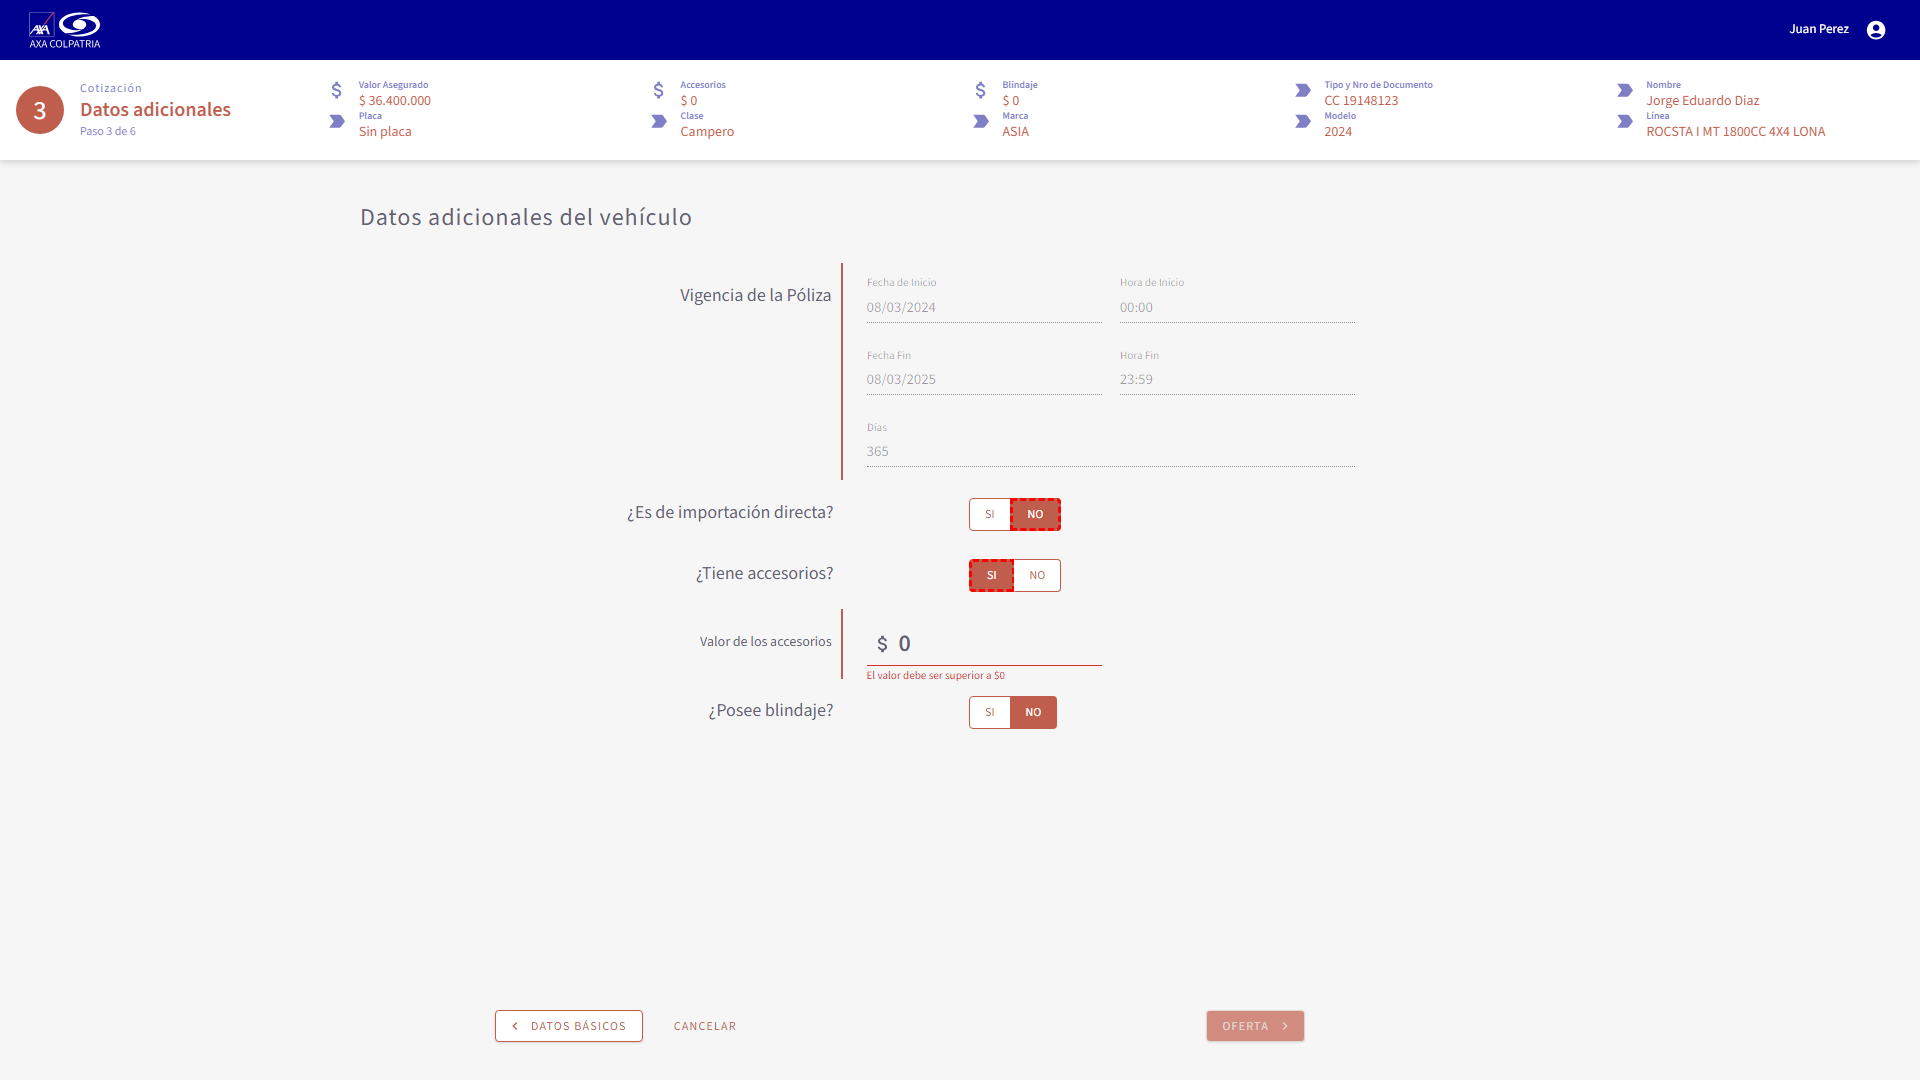 AXA COLPATRIA
Juan Perez
3
Cotización
Datos adicionales
Paso 3 de 6
Valor Asegurado
$ 36.400.000
Placa
Sin placa
Accesorios
$ 0
Clase
Campero
Blindaje
$ 0
Marca
ASIA
Tipo y Nro de Documento
CC 19148123
Modelo
2024
Nombre
Jorge Eduardo Diaz
Línea
ROCSTA I MT 1800CC 4X4 LONA
Datos adicionales del vehículo
Vigencia de la Póliza
Fecha de Inicio
08/03/2024
Hora de Inicio
00:00
Fecha Fin
08/03/2025
Hora Fin
23:59
Días
365
¿Es de importación directa?
SI NO
¿Tiene accesorios?
SI NO
Valor de los accesorios
$ 0
El valor debe ser superior a $0
¿Posee blindaje?
SI NO
DATOS BÁSICOS
CANCELAR
OFERTA